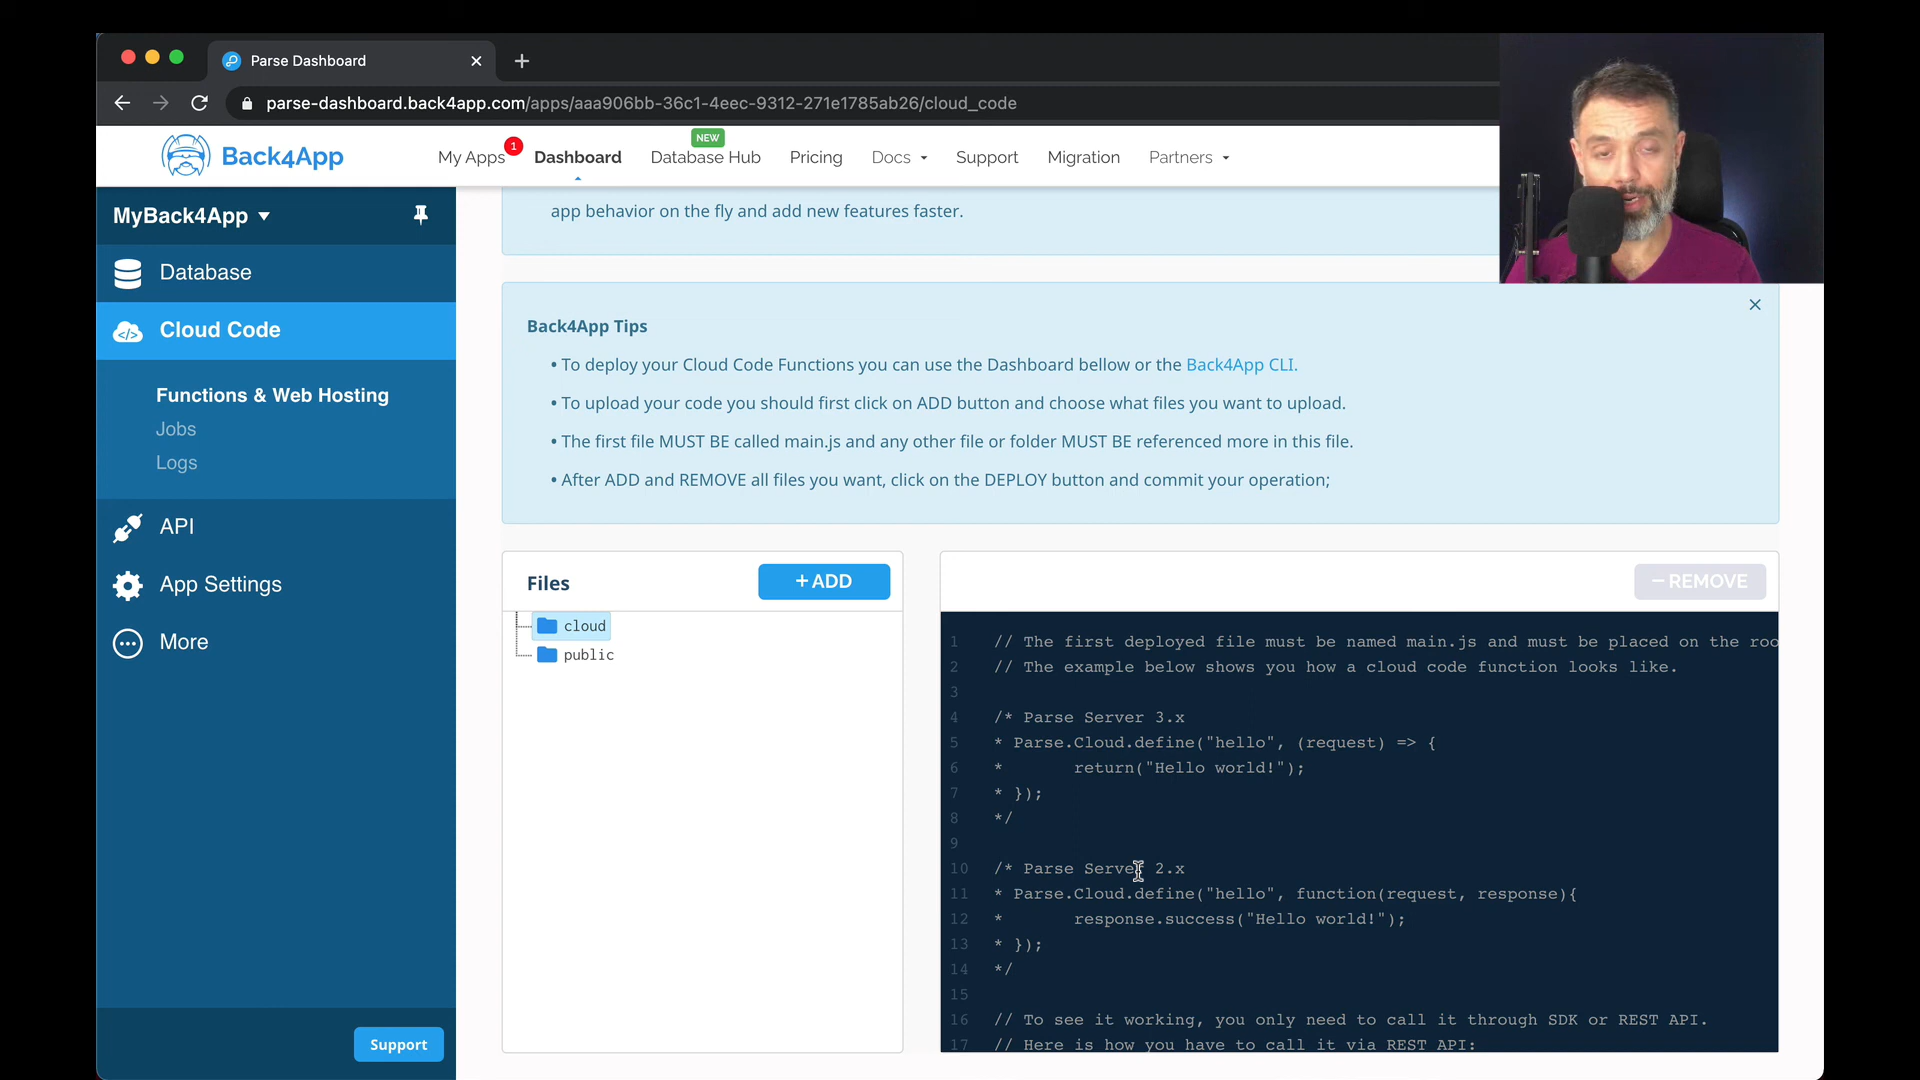 Parse Dashboard
parse-dashboard.back4app.com/apps/aaa906bb-36c1-4eec-9312-271e1785ab26/cloud_code
Back4App
My Apps
1
Dashboard
NEW
Database Hub
Pricing
Docs
Support
Migration
Partners
MyBack4App
Database
Cloud Code
Functions & Web Hosting
Jobs
Logs
API
App Settings
More
Support
app behavior on the fly and add new features faster.
Back4App Tips
• To deploy your Cloud Code Functions you can use the Dashboard bellow or the Back4App CLI.
• To upload your code you should first click on ADD button and choose what files you want to upload.
• The first file MUST BE called main.js and any other file or folder MUST BE referenced more in this file.
• After ADD and REMOVE all files you want, click on the DEPLOY button and commit your operation;
Files
+ ADD
cloud
public
− REMOVE
1 // The first deployed file must be named main.js and must be placed on the roo
2 // The example below shows you how a cloud code function looks like.
3
4 /* Parse Server 3.x
5 * Parse.Cloud.define("hello", (request) => {
6 * return("Hello world!");
7 * });
8 */
9
10 /* Parse Server 2.x
11 * Parse.Cloud.define("hello", function(request, response){
12 * response.success("Hello world!");
13 * });
14 */
15
16 // To see it working, you only need to call it through SDK or REST API.
17 // Here is how you have to call it via REST API: